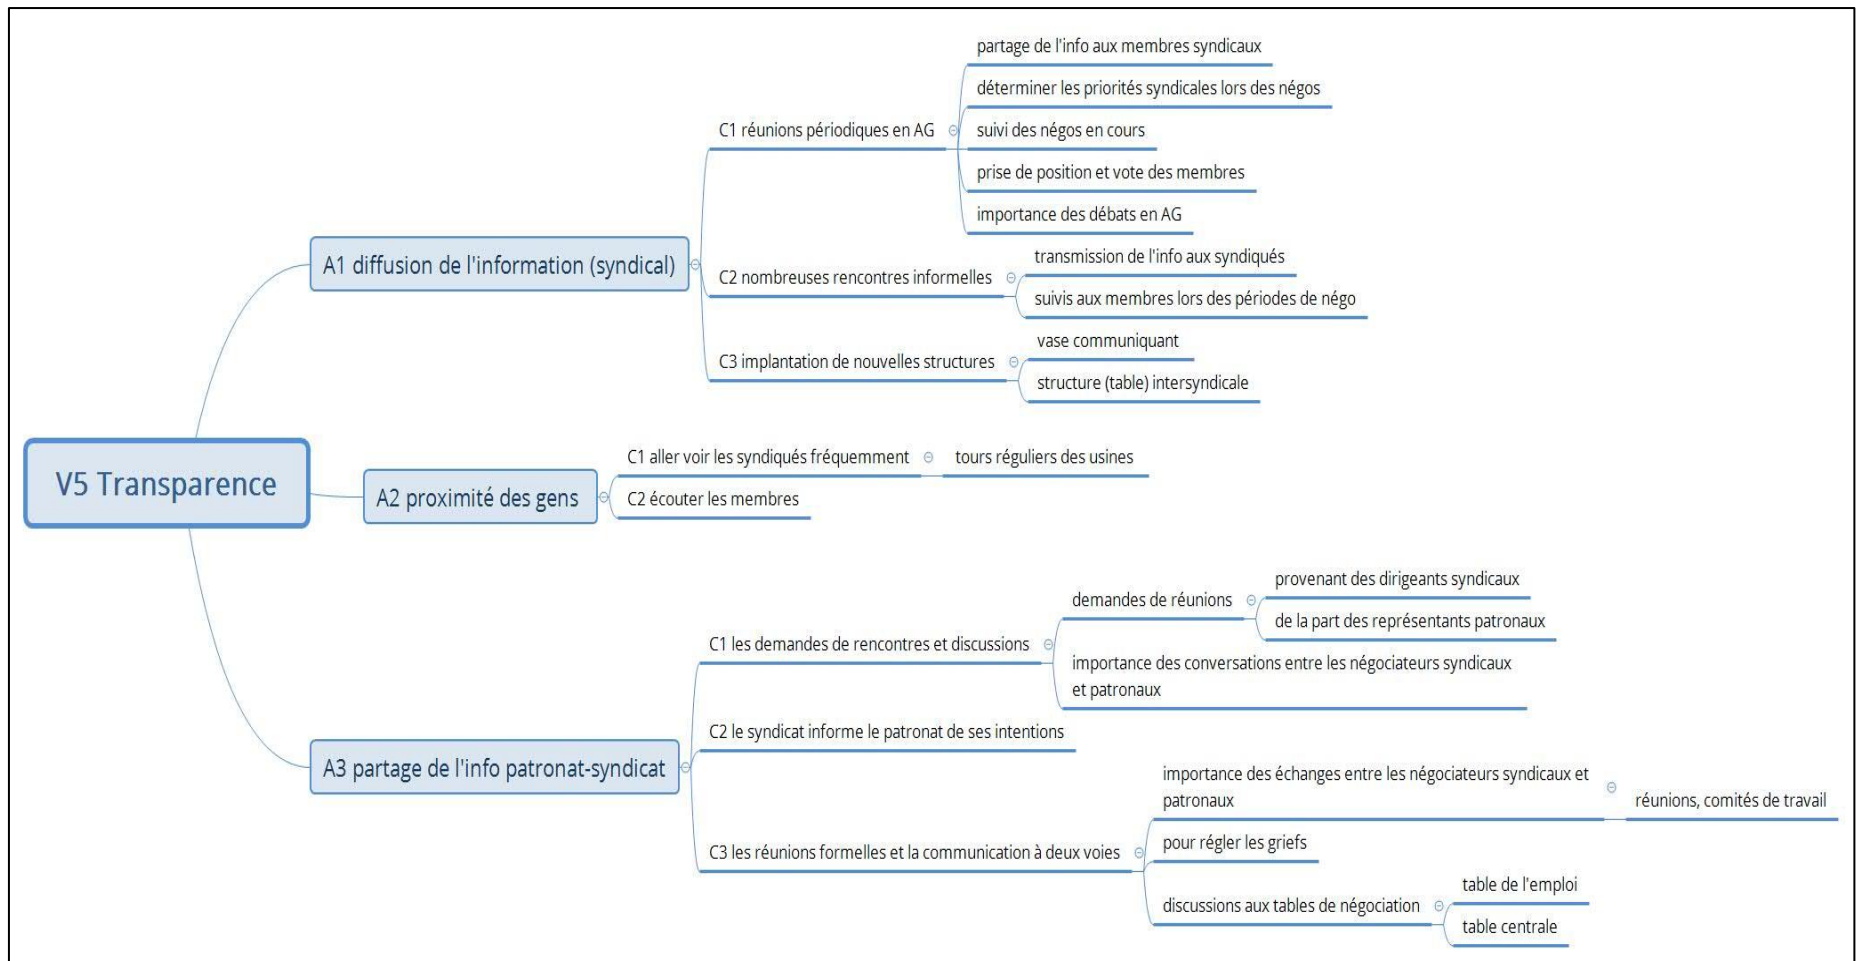 V5 Transparence
A1 diffusion de l'information (syndical)
C1 réunions périodiques en AG
partage de l'info aux membres syndicaux
déterminer les priorités syndicales lors des négos
suivi des négos en cours
prise de position et vote des membres
importance des débats en AG
C2 nombreuses rencontres informelles
transmission de l'info aux syndiqués
suivis aux membres lors des périodes de négo
C3 implantation de nouvelles structures
vase communiquant
structure (table) intersyndicale
A2 proximité des gens
C1 aller voir les syndiqués fréquemment
tours réguliers des usines
C2 écouter les membres
A3 partage de l'info patronat-syndicat
C1 les demandes de rencontres et discussions
demandes de réunions
provenant des dirigeants syndicaux
de la part des représentants patronaux
importance des conversations entre les négociateurs syndicaux
et patronaux
C2 le syndicat informe le patronat de ses intentions
C3 les réunions formelles et la communication à deux voies
importance des échanges entre les négociateurs syndicaux et
patronaux
réunions, comités de travail
pour régler les griefs
discussions aux tables de négociation
table de l'emploi
table centrale